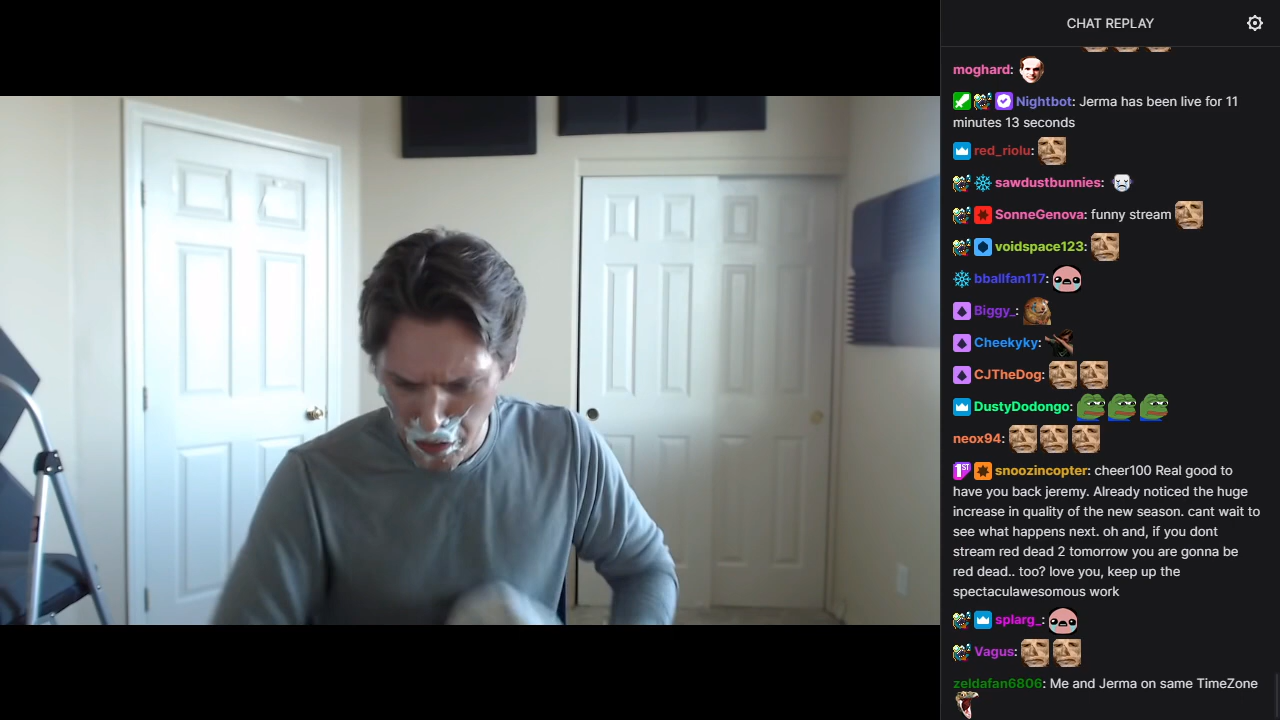 CHAT REPLAY
moghard:
Nightbot: Jerma has been live for 11
minutes 13 seconds
red_riolu:
sawdustbunnies:
SonneGenova: funny stream
voidspace123:
bballfan117:
Biggy_:
Cheekyky:
CJTheDog:
DustyDodongo:
neox94:
1ST snoozincopter: cheer100 Real good to
have you back jeremy. Already noticed the huge
increase in quality of the new season. cant wait to
see what happens next. oh and, if you dont
stream red dead 2 tomorrow you are gonna be
red dead.. too? love you, keep up the
spectaculawesomous work
splarg_:
Vagus:
zeldafan6806: Me and Jerma on same TimeZone